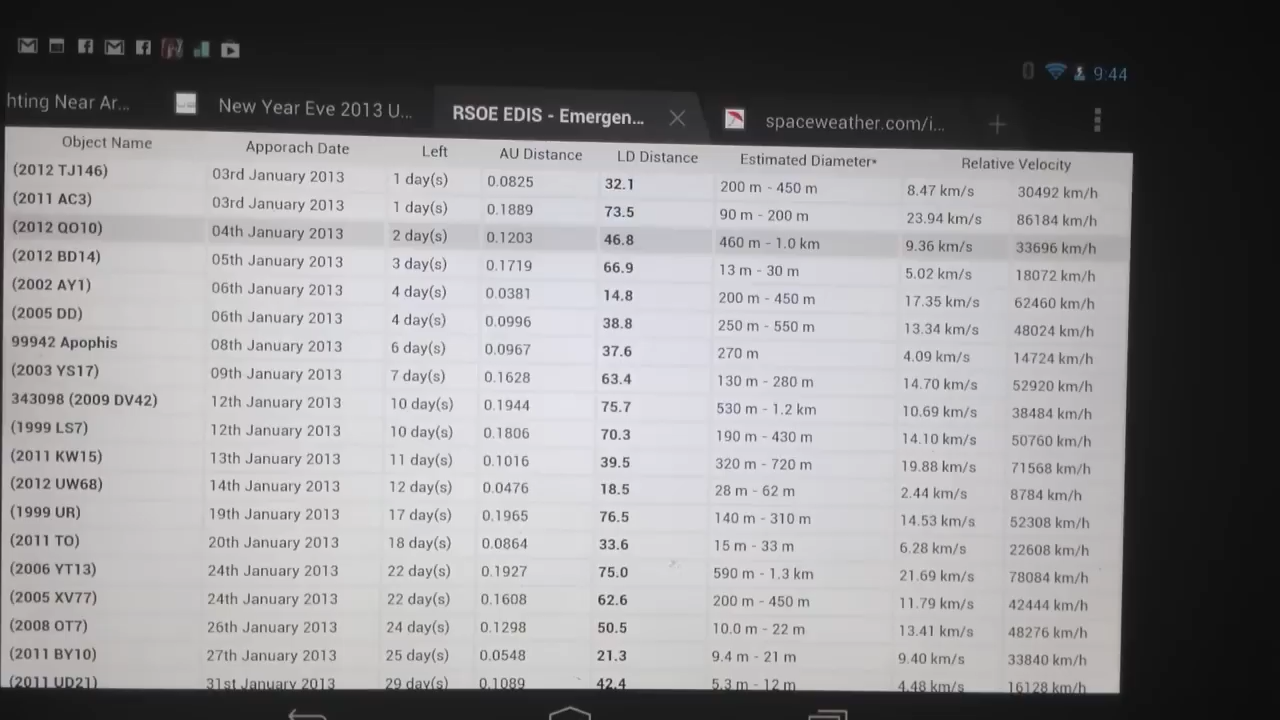 9:44
hting Near Ar...
New Year Eve 2013 U...
RSOE EDIS - Emergen...
spaceweather.com/i...
Object Name Apporach Date Left AU Distance LD Distance Estimated Diameter* Relative Velocity
(2012 TJ146) 03rd January 2013 1 day(s) 0.0825 32.1 200 m - 450 m 8.47 km/s 30492 km/h
(2011 AC3) 03rd January 2013 1 day(s) 0.1889 73.5 90 m - 200 m 23.94 km/s 86184 km/h
(2012 QO10) 04th January 2013 2 day(s) 0.1203 46.8 460 m - 1.0 km 9.36 km/s 33696 km/h
(2012 BD14) 05th January 2013 3 day(s) 0.1719 66.9 13 m - 30 m 5.02 km/s 18072 km/h
(2002 AY1) 06th January 2013 4 day(s) 0.0381 14.8 200 m - 450 m 17.35 km/s 62460 km/h
(2005 DD) 06th January 2013 4 day(s) 0.0996 38.8 250 m - 550 m 13.34 km/s 48024 km/h
99942 Apophis 08th January 2013 6 day(s) 0.0967 37.6 270 m 4.09 km/s 14724 km/h
(2003 YS17) 09th January 2013 7 day(s) 0.1628 63.4 130 m - 280 m 14.70 km/s 52920 km/h
343098 (2009 DV42) 12th January 2013 10 day(s) 0.1944 75.7 530 m - 1.2 km 10.69 km/s 38484 km/h
(1999 LS7) 12th January 2013 10 day(s) 0.1806 70.3 190 m - 430 m 14.10 km/s 50760 km/h
(2011 KW15) 13th January 2013 11 day(s) 0.1016 39.5 320 m - 720 m 19.88 km/s 71568 km/h
(2012 UW68) 14th January 2013 12 day(s) 0.0476 18.5 28 m - 62 m 2.44 km/s 8784 km/h
(1999 UR) 19th January 2013 17 day(s) 0.1965 76.5 140 m - 310 m 14.53 km/s 52308 km/h
(2011 TO) 20th January 2013 18 day(s) 0.0864 33.6 15 m - 33 m 6.28 km/s 22608 km/h
(2006 YT13) 24th January 2013 22 day(s) 0.1927 75.0 590 m - 1.3 km 21.69 km/s 78084 km/h
(2005 XV77) 24th January 2013 22 day(s) 0.1608 62.6 200 m - 450 m 11.79 km/s 42444 km/h
(2008 OT7) 26th January 2013 24 day(s) 0.1298 50.5 10.0 m - 22 m 13.41 km/s 48276 km/h
(2011 BY10) 27th January 2013 25 day(s) 0.0548 21.3 9.4 m - 21 m 9.40 km/s 33840 km/h
(2011 UD21) 31st January 2013 29 day(s) 0.1089 42.4 5.3 m - 12 m 4.48 km/s 16128 km/h